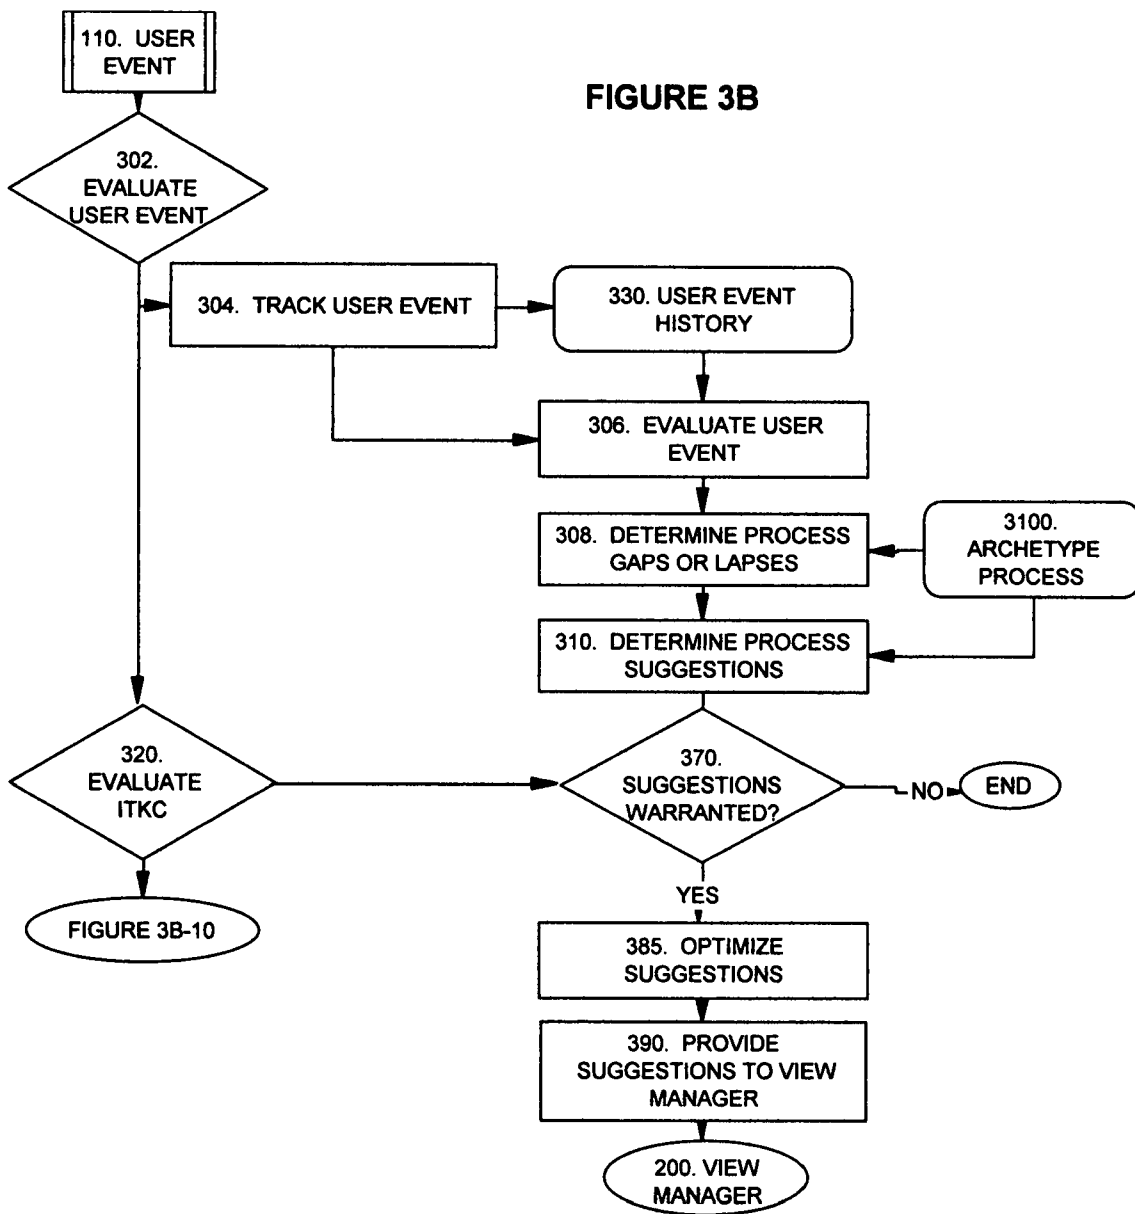 110. USER
EVENT
FIGURE 3B
302.
EVALUATE
USER EVENT
304. TRACK USER EVENT
330. USER EVENT
HISTORY
306. EVALUATE USER
EVENT
308. DETERMINE PROCESS
GAPS OR LAPSES
3100.
ARCHETYPE
PROCESS
310. DETERMINE PROCESS
SUGGESTIONS
320.
EVALUATE
ITKC
370.
SUGGESTIONS
WARRANTED?
NO
END
YES
FIGURE 3B-10
385. OPTIMIZE
SUGGESTIONS
390. PROVIDE
SUGGESTIONS TO VIEW
MANAGER
200. VIEW
MANAGER